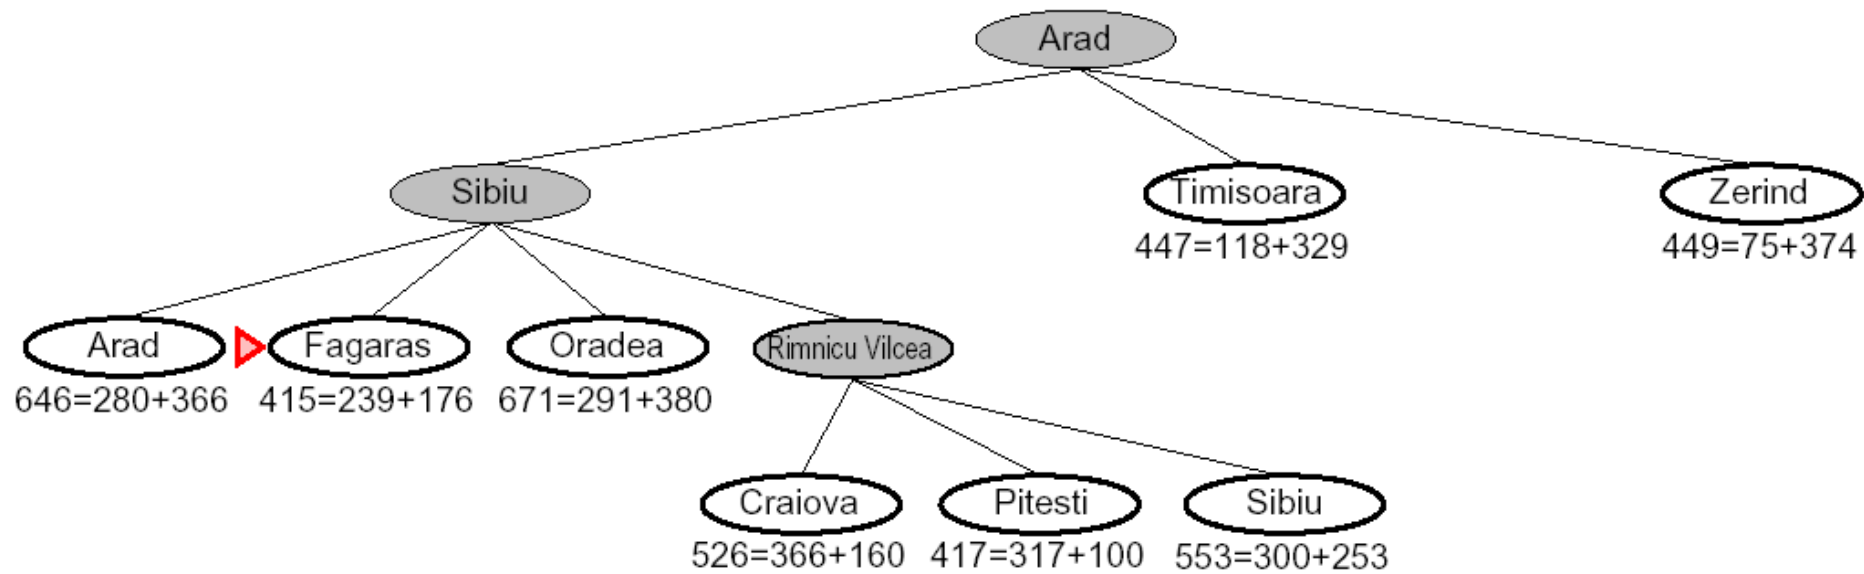 Arad
Sibiu
Timisoara
Zerind
447=118+329
449=75+374
Arad
Fagaras
Oradea
Rimnicu Vilcea
646=280+366
415=239+176
671=291+380
Craiova
Pitesti
Sibiu
526=366+160
417=317+100
553=300+253